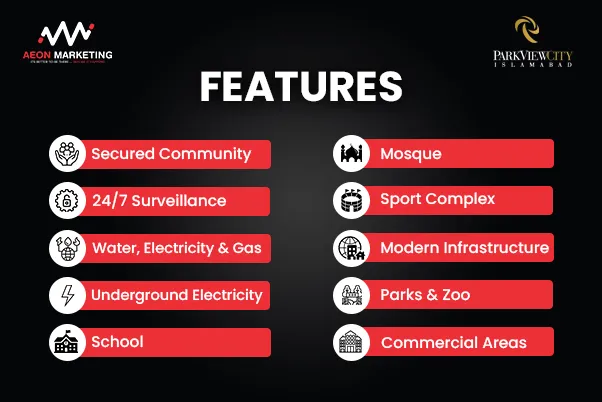 AEON MARKETING
PARKVIEWCITY
ISLAMABAD
FEATURES
Secured Community
24/7 Surveillance
Water, Electricity & Gas
Underground Electricity
School
Mosque
Sport Complex
Modern Infrastructure
Parks & Zoo
Commercial Areas